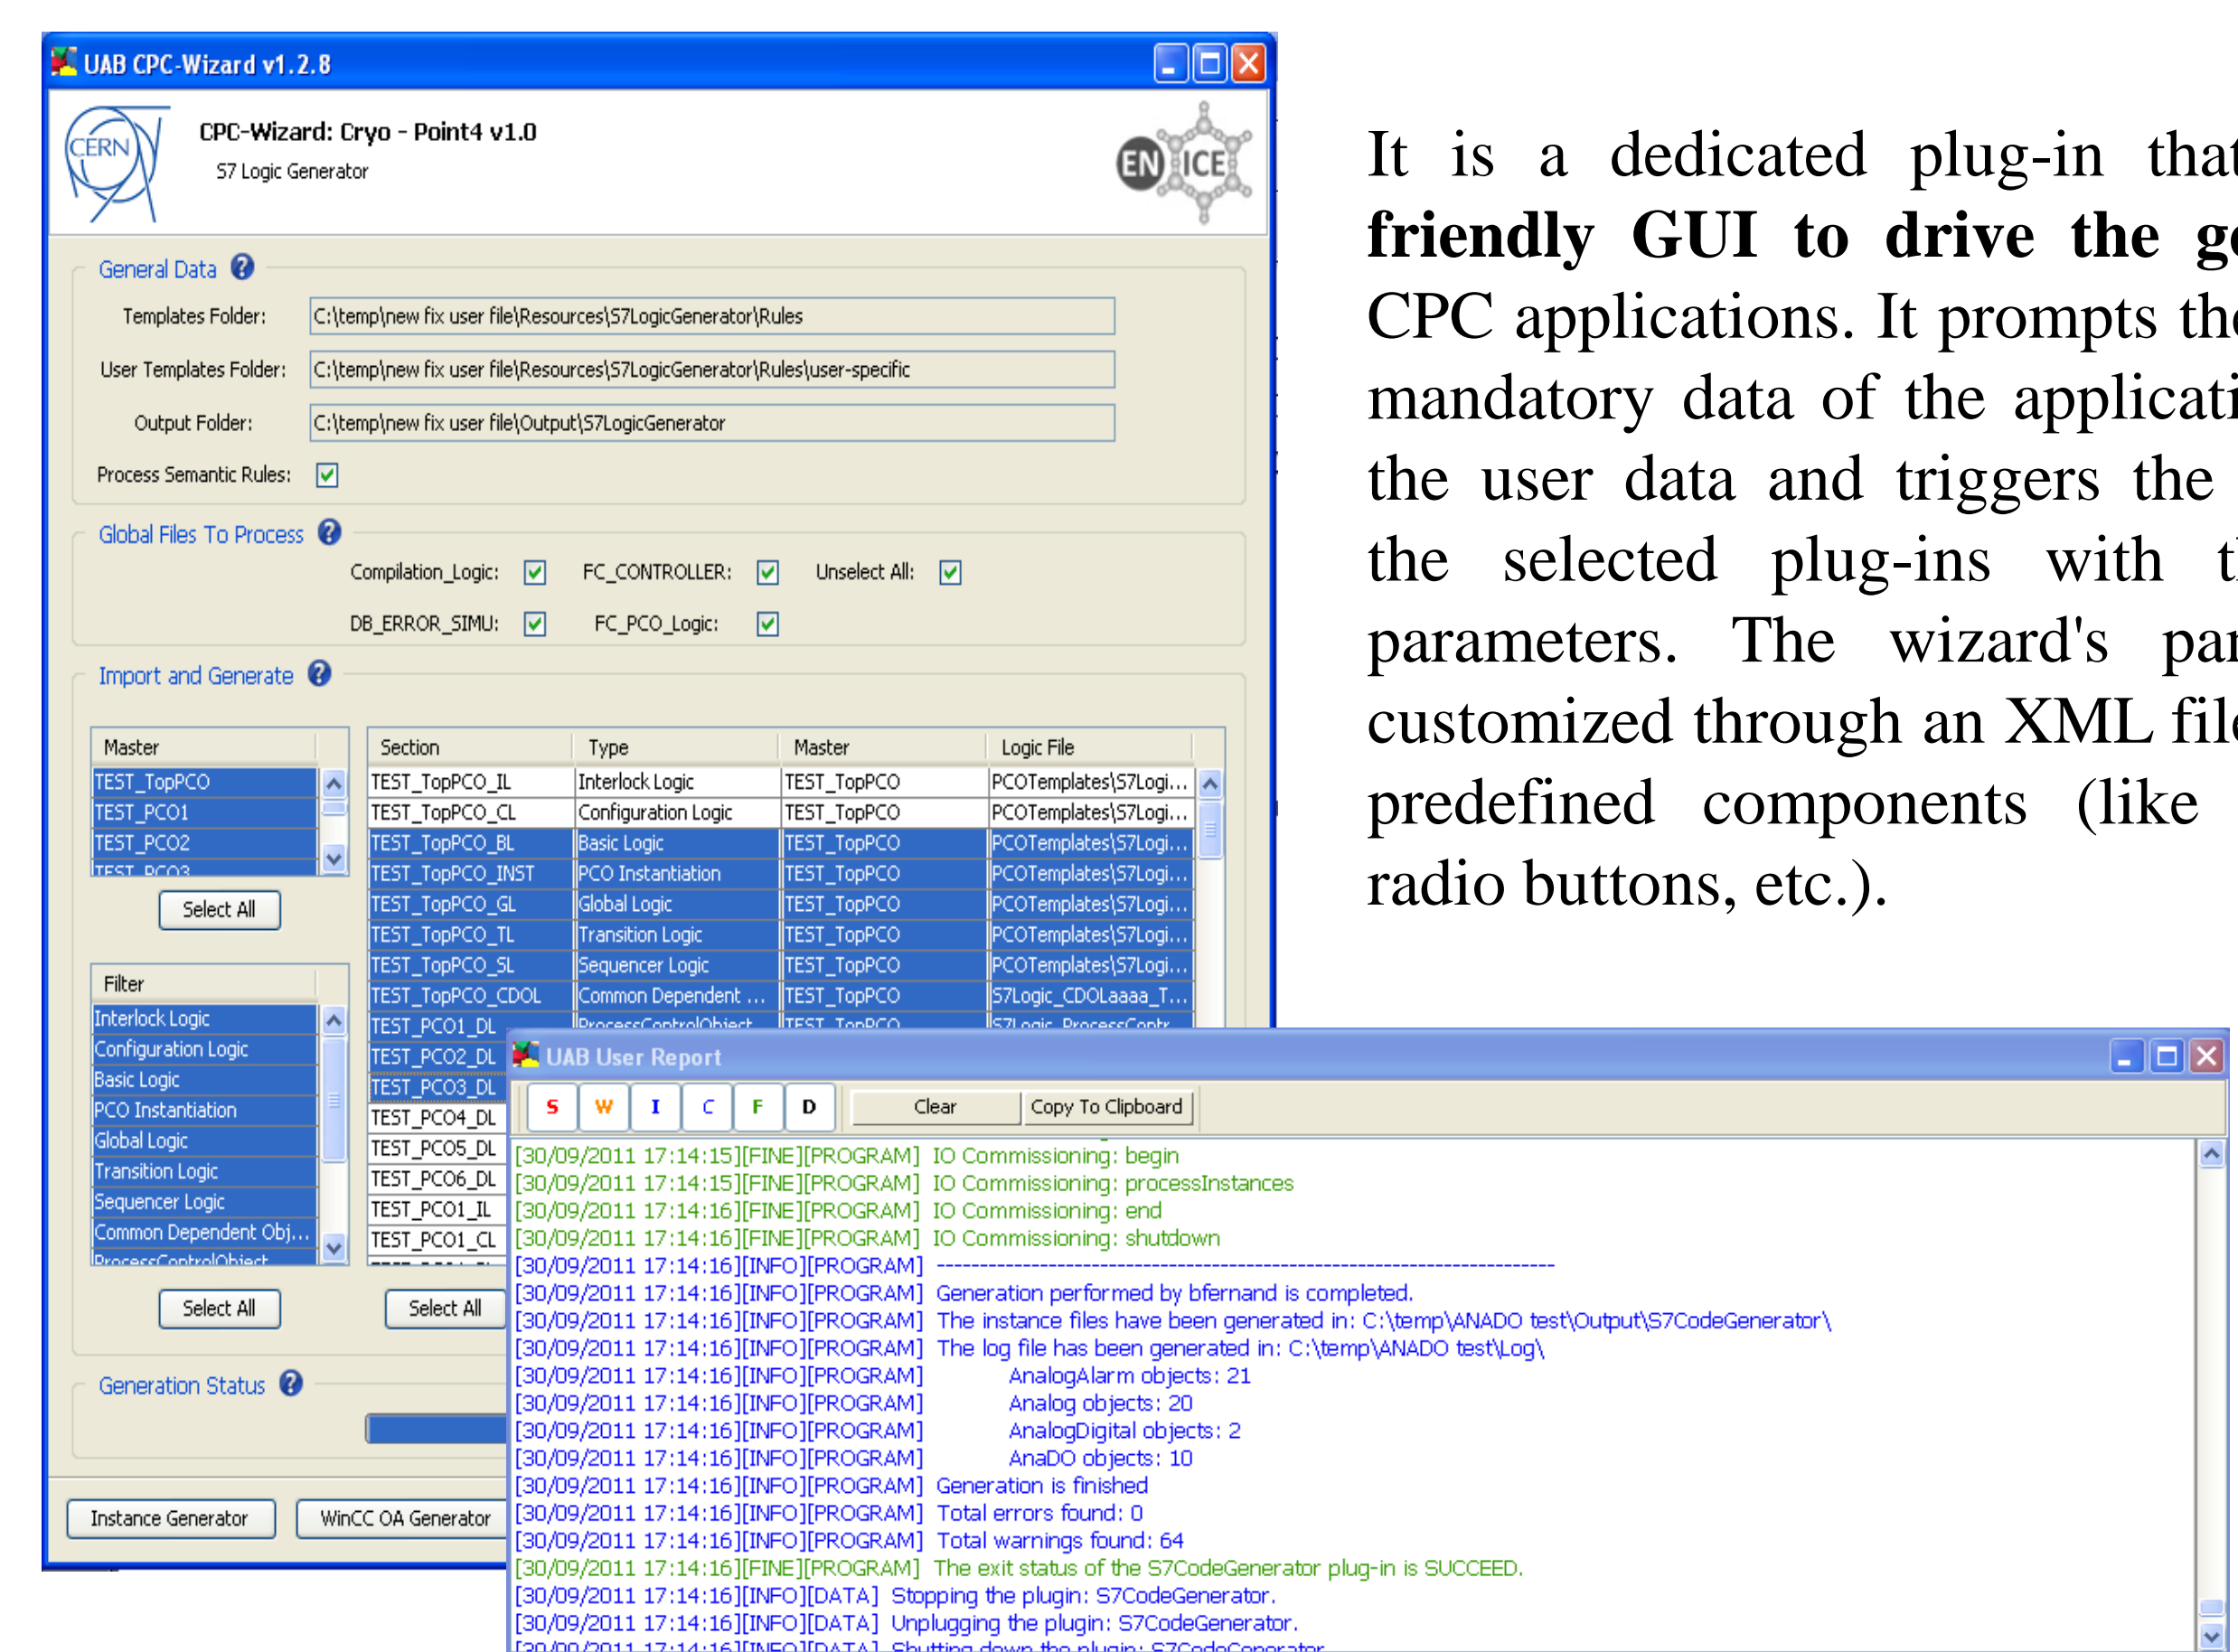 UAB CPC-Wizard v1.2.8
CERN
CPC-Wizard: Cryo - Point4 v1.0
S7 Logic Generator
EN ICE
General Data ?
Templates Folder: C:\temp\new fix user file\Resources\S7LogicGenerator\Rules
User Templates Folder: C:\temp\new fix user file\Resources\S7LogicGenerator\Rules\user-specific
Output Folder: C:\temp\new fix user file\Output\S7LogicGenerator
Process Semantic Rules:
Global Files To Process ?
Compilation_Logic: FC_CONTROLLER: Unselect All:
DB_ERROR_SIMU: FC_PCO_Logic:
Import and Generate ?
Master
TEST_TopPCO
TEST_PCO1
TEST_PCO2
TEST_PCO3
Select All
Filter
Interlock Logic
Configuration Logic
Basic Logic
PCO Instantiation
Global Logic
Transition Logic
Sequencer Logic
Common Dependent Obj...
ProcessControlObject
Select All
Section Type Master Logic File
TEST_TopPCO_IL Interlock Logic TEST_TopPCO PCOTemplates\S7Logi...
TEST_TopPCO_CL Configuration Logic TEST_TopPCO PCOTemplates\S7Logi...
TEST_TopPCO_BL Basic Logic TEST_TopPCO PCOTemplates\S7Logi...
TEST_TopPCO_INST PCO Instantiation TEST_TopPCO PCOTemplates\S7Logi...
TEST_TopPCO_GL Global Logic TEST_TopPCO PCOTemplates\S7Logi...
TEST_TopPCO_TL Transition Logic TEST_TopPCO PCOTemplates\S7Logi...
TEST_TopPCO_SL Sequencer Logic TEST_TopPCO PCOTemplates\S7Logi...
TEST_TopPCO_CDOL Common Dependent ... TEST_TopPCO S7Logic_CDOLaaaa_T...
TEST_PCO1_DL ProcessControlObject TEST_TopPCO S7Logic_ProcessContr
TEST_PCO2_DL
TEST_PCO3_DL
TEST_PCO4_DL
TEST_PCO5_DL
TEST_PCO6_DL
TEST_PCO1_IL
TEST_PCO1_CL
Select All
Generation Status ?
Instance Generator WinCC OA Generator
It is a dedicated plug-in that
friendly GUI to drive the ge
CPC applications. It prompts the
mandatory data of the applicati
the user data and triggers the
the selected plug-ins with t
parameters. The wizard's par
customized through an XML file
predefined components (like
radio buttons, etc.).
UAB User Report
S W I C F D Clear Copy To Clipboard
[30/09/2011 17:14:15][FINE][PROGRAM] IO Commissioning: begin
[30/09/2011 17:14:15][FINE][PROGRAM] IO Commissioning: processInstances
[30/09/2011 17:14:16][FINE][PROGRAM] IO Commissioning: end
[30/09/2011 17:14:16][FINE][PROGRAM] IO Commissioning: shutdown
[30/09/2011 17:14:16][INFO][PROGRAM] ------------------------------------------------------------------------
[30/09/2011 17:14:16][INFO][PROGRAM] Generation performed by bfernand is completed.
[30/09/2011 17:14:16][INFO][PROGRAM] The instance files have been generated in: C:\temp\ANADO test\Output\S7CodeGenerator\
[30/09/2011 17:14:16][INFO][PROGRAM] The log file has been generated in: C:\temp\ANADO test\Log\
[30/09/2011 17:14:16][INFO][PROGRAM] AnalogAlarm objects: 21
[30/09/2011 17:14:16][INFO][PROGRAM] Analog objects: 20
[30/09/2011 17:14:16][INFO][PROGRAM] AnalogDigital objects: 2
[30/09/2011 17:14:16][INFO][PROGRAM] AnaDO objects: 10
[30/09/2011 17:14:16][INFO][PROGRAM] Generation is finished
[30/09/2011 17:14:16][INFO][PROGRAM] Total errors found: 0
[30/09/2011 17:14:16][INFO][PROGRAM] Total warnings found: 64
[30/09/2011 17:14:16][FINE][PROGRAM] The exit status of the S7CodeGenerator plug-in is SUCCEED.
[30/09/2011 17:14:16][INFO][DATA] Stopping the plugin: S7CodeGenerator.
[30/09/2011 17:14:16][INFO][DATA] Unplugging the plugin: S7CodeGenerator.
[30/09/2011 17:14:16][INFO][DATA] Shutting down the plugin: S7CodeGenerator